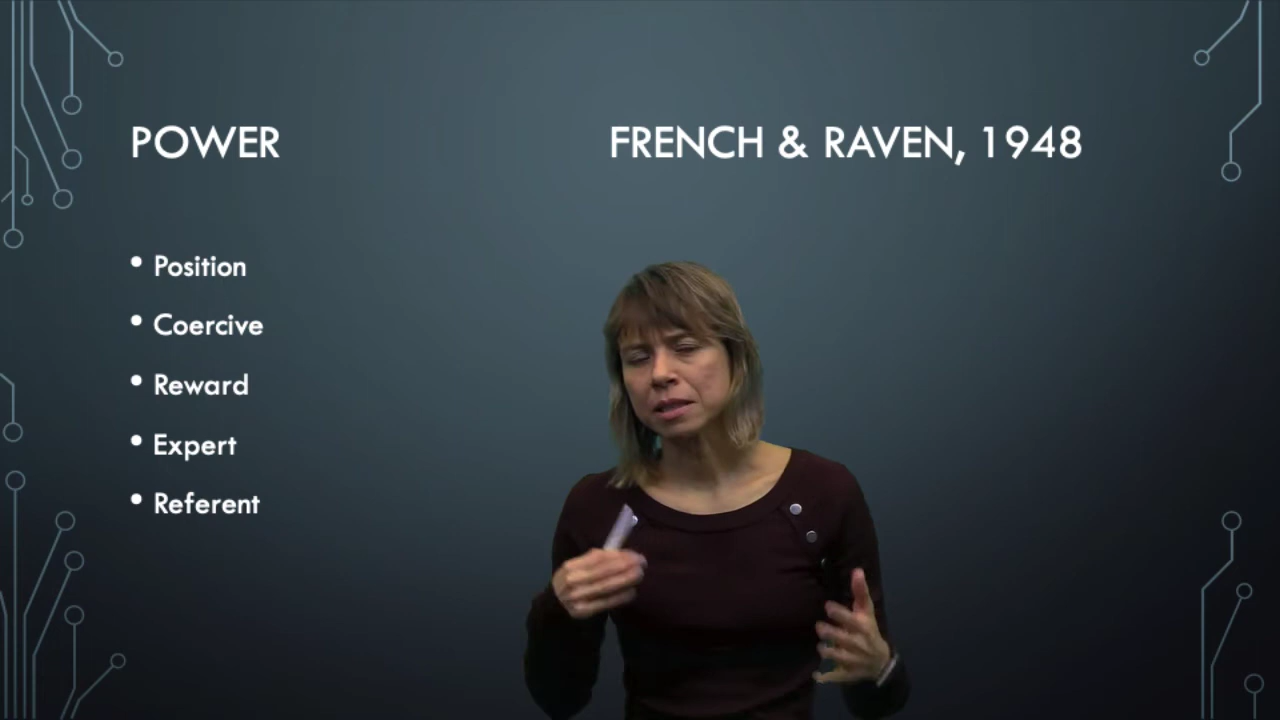 POWER
FRENCH & RAVEN, 1948
• Position
• Coercive
• Reward
• Expert
• Referent